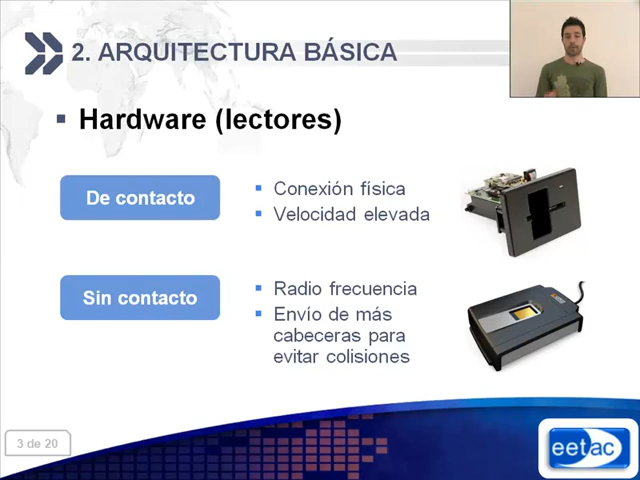 2. ARQUITECTURA BÁSICA
Hardware (lectores)
De contacto
Conexión física
Velocidad elevada
Sin contacto
Radio frecuencia
Envío de más
cabeceras para
evitar colisiones
3 de 20
eetac